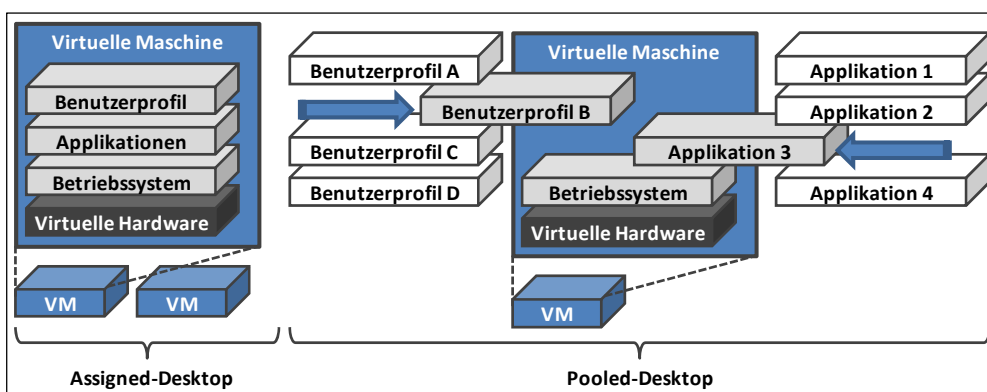 Virtuelle Maschine
Benutzerprofil
Applikationen
Betriebssystem
Virtuelle Hardware
VM
VM
Assigned-Desktop
Benutzerprofil A
Benutzerprofil B
Benutzerprofil C
Benutzerprofil D
Virtuelle Maschine
Betriebssystem
Virtuelle Hardware
VM
Applikation 1
Applikation 2
Applikation 3
Applikation 4
Pooled-Desktop